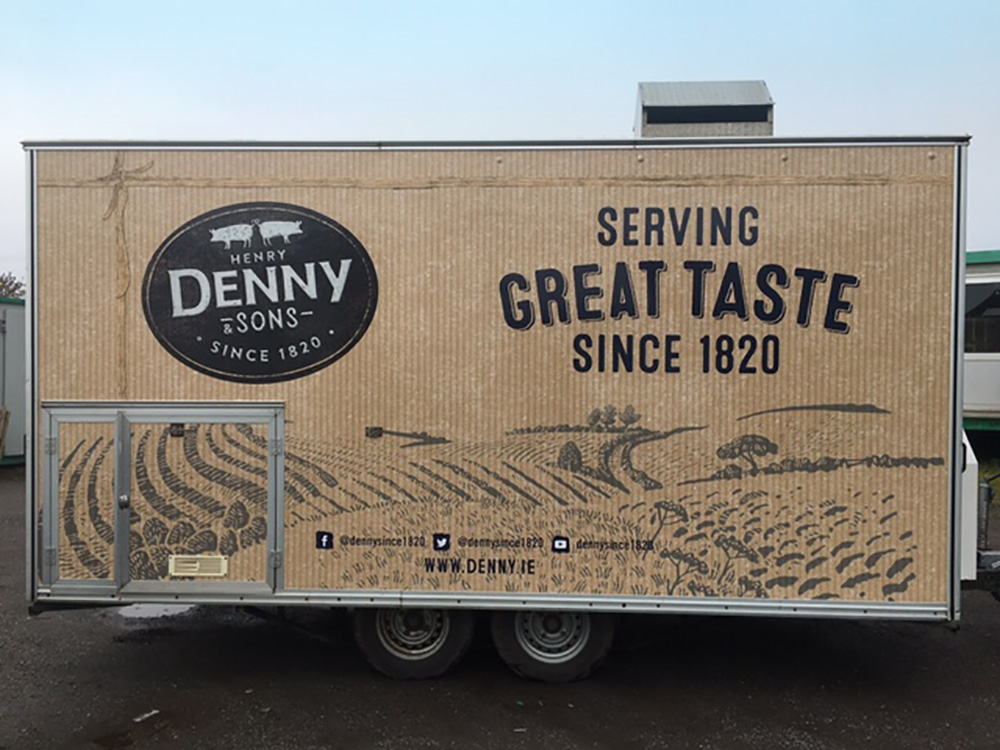 HENRY
DENNY
& SONS
• SINCE 1820 •
SERVING
GREAT TASTE
SINCE 1820
@dennysince1820 @dennysince1820 dennysince1820
WWW.DENNY.IE